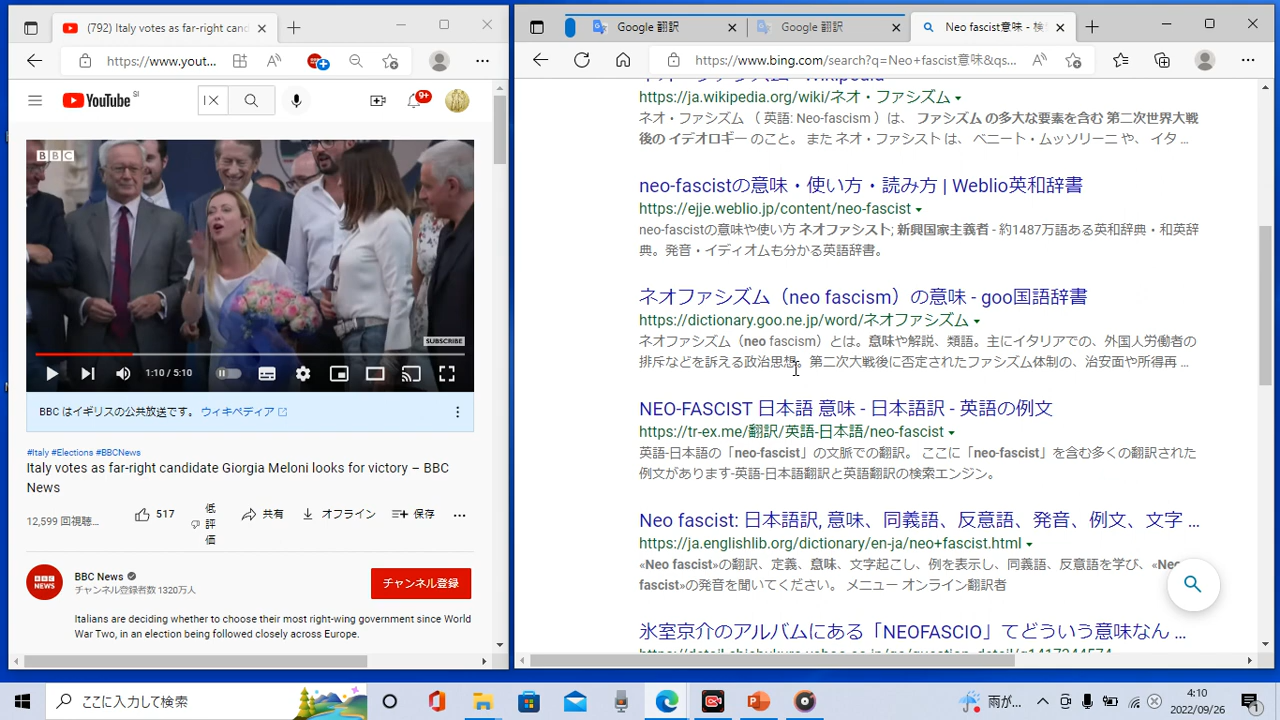 (792) Italy votes as far-right cand
https://www.yout...
YouTube SI
9+
BBC
SUBSCRIBE
1:10 / 5:10
BBC はイギリスの公共放送です。 ウィキペディア
#Italy #Elections #BBCNews
Italy votes as far-right candidate Giorgia Meloni looks for victory – BBC
News
12,599 回視聴...
517
低評価
共有
オフライン
保存
BBC NEWS
BBC News
チャンネル登録者数 1320万人
チャンネル登録
Italians are deciding whether to choose their most right-wing government since World
War Two, in an election being followed closely across Europe.
Google 翻訳
Google 翻訳
Neo fascist意味 - 検
https://www.bing.com/search?q=Neo+fascist意味&qs...
ネオ・ファシズム - Wikipedia
https://ja.wikipedia.org/wiki/ネオ・ファシズム
ネオ・ファシズム （ 英語: Neo-fascism ）は、 ファシズム の多大な要素を含む 第二次世界大戦
後の イデオロギー のこと。 また ネオ・ファシスト は、 ベニート・ムッソリーニ や、 イタ ...
neo-fascistの意味・使い方・読み方 | Weblio英和辞書
https://ejje.weblio.jp/content/neo-fascist
neo-fascistの意味や使い方 ネオファシスト; 新興国家主義者 - 約1487万語ある英和辞典・和英辞
典。発音・イディオムも分かる英語辞書。
ネオファシズム（neo fascism）の意味 - goo国語辞書
https://dictionary.goo.ne.jp/word/ネオファシズム
ネオファシズム（neo fascism）とは。意味や解説、類語。主にイタリアでの、外国人労働者の
排斥などを訴える政治思想。第二次大戦後に否定されたファシズム体制の、治安面や所得再 ...
NEO-FASCIST 日本語 意味 - 日本語訳 - 英語の例文
https://tr-ex.me/翻訳/英語-日本語/neo-fascist
英語-日本語の「neo-fascist」の文脈での翻訳。 ここに「neo-fascist」を含む多くの翻訳された
例文があります-英語-日本語翻訳と英語翻訳の検索エンジン。
Neo fascist: 日本語訳, 意味、同義語、反意語、発音、例文、文字 ...
https://ja.englishlib.org/dictionary/en-ja/neo+fascist.html
«Neo fascist»の翻訳、定義、意味、文字起こし、例を表示し、同義語、反意語を学び、«Neo
fascist»の発音を聞いてください。 メニュー オンライン翻訳者
氷室京介のアルバムにある「NEOFASCIO」てどういう意味なん ...
ここに入力して検索
雨が...
4:10
2022/09/26
1